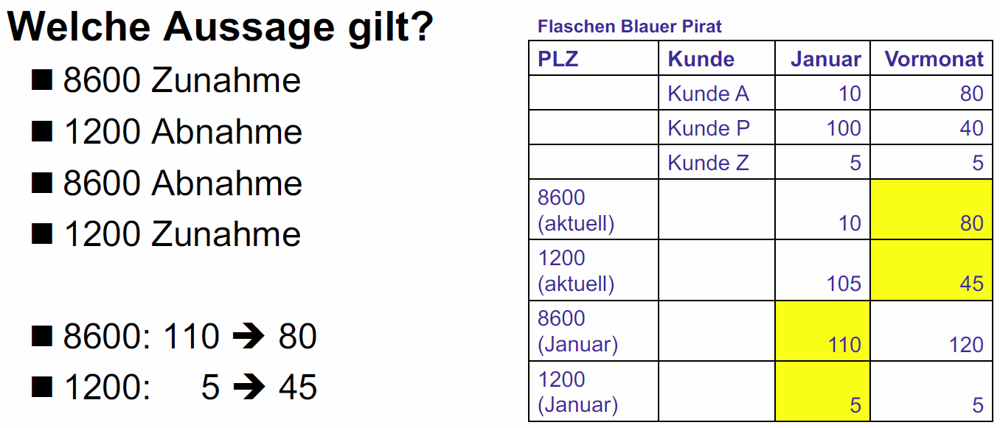 Welche Aussage gilt?
■ 8600 Zunahme
■ 1200 Abnahme
■ 8600 Abnahme
■ 1200 Zunahme
■ 8600: 110 ➔ 80
■ 1200: 5 ➔ 45
Flaschen Blauer Pirat
PLZ Kunde Januar Vormonat
Kunde A 10 80
Kunde P 100 40
Kunde Z 5 5
8600
(aktuell) 10 80
1200
(aktuell) 105 45
8600
(Januar) 110 120
1200
(Januar) 5 5